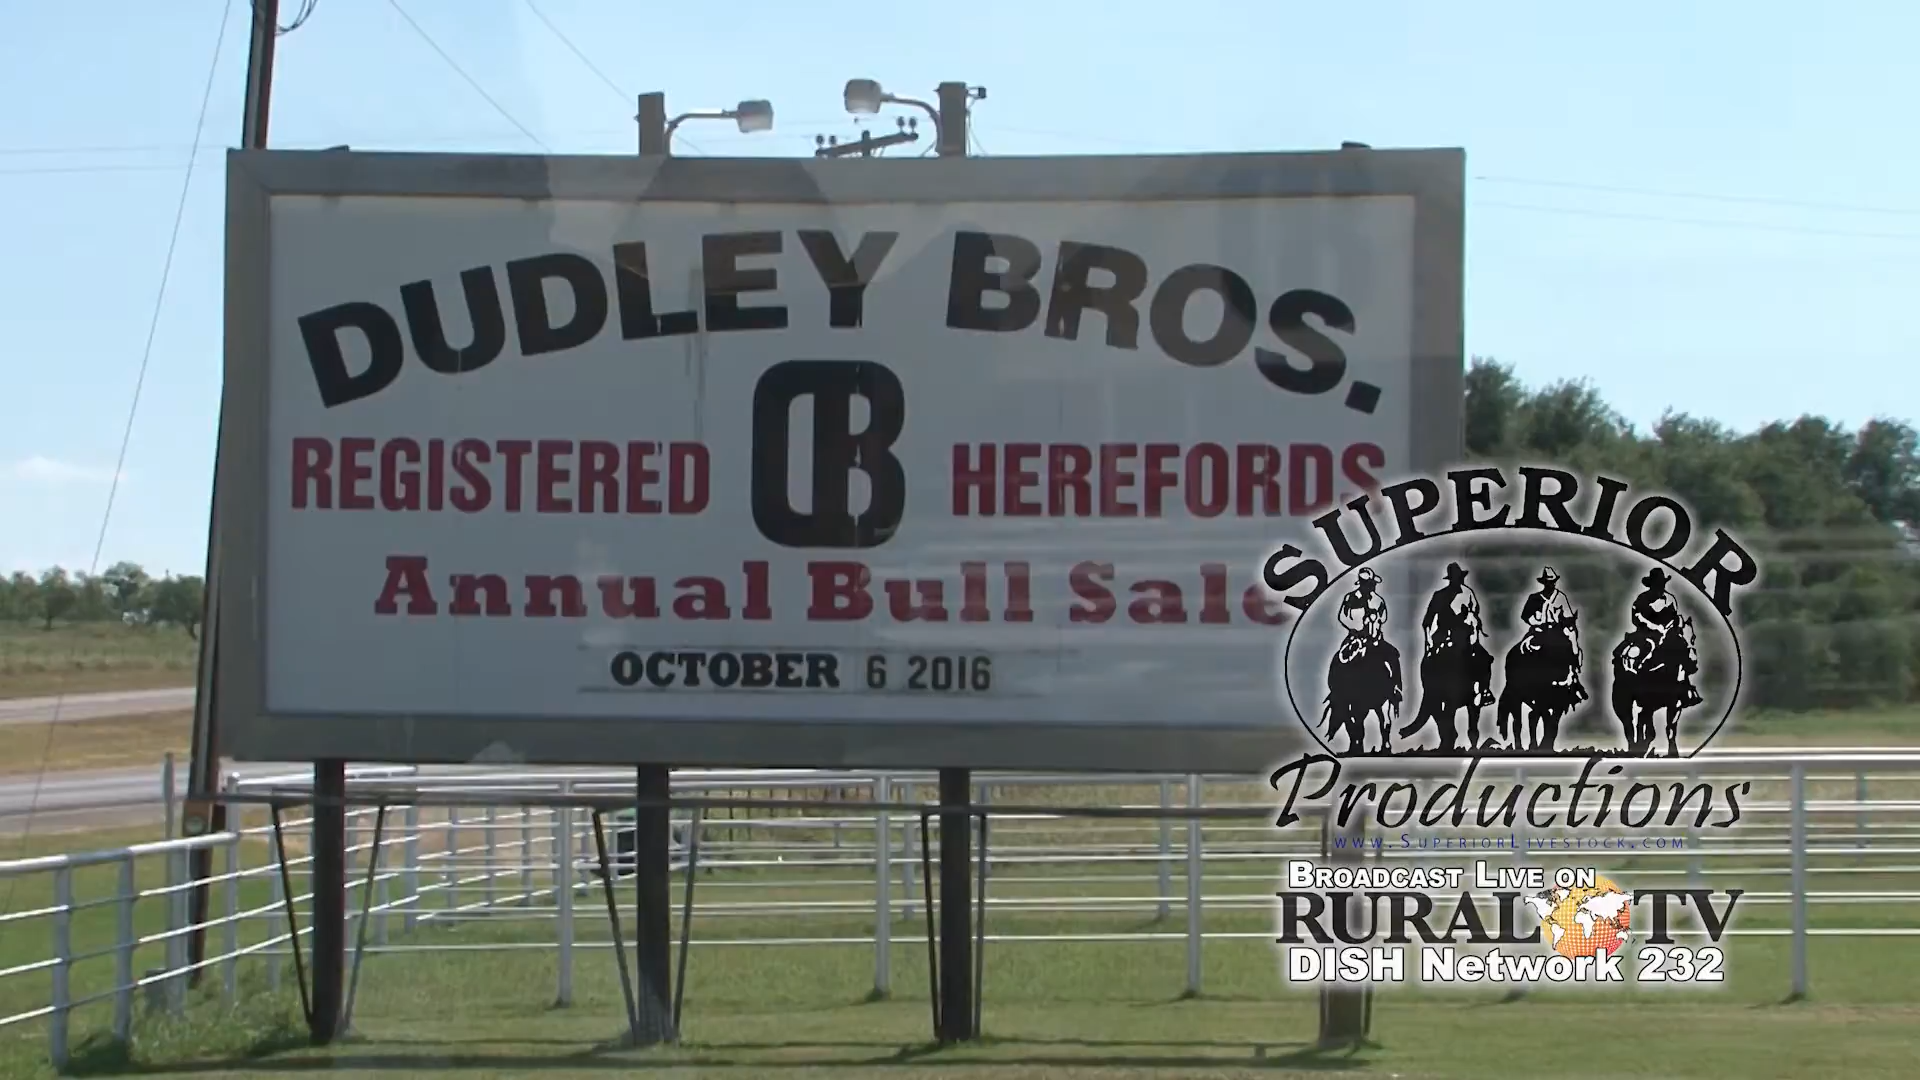 DUDLEY BROS.
REGISTERED DB HEREFORDS
Annual Bull Sale
OCTOBER 6 2016
SUPERIOR
Productions
www.SuperiorLivestock.com
BROADCAST LIVE ON
RURAL TV
DISH Network 232